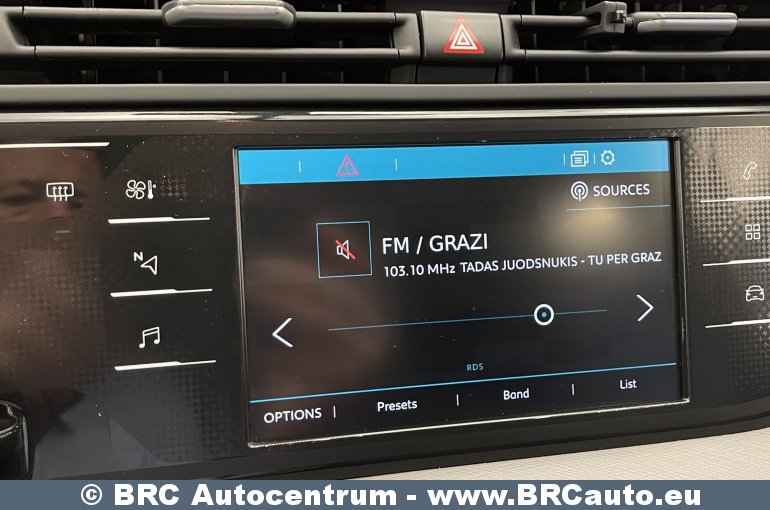 SOURCES
FM / GRAZI
103.10 MHz TADAS JUODSNUKIS - TU PER GRAZ
RDS
OPTIONS | Presets | Band | List
N
© BRC Autocentrum - www.BRCauto.eu